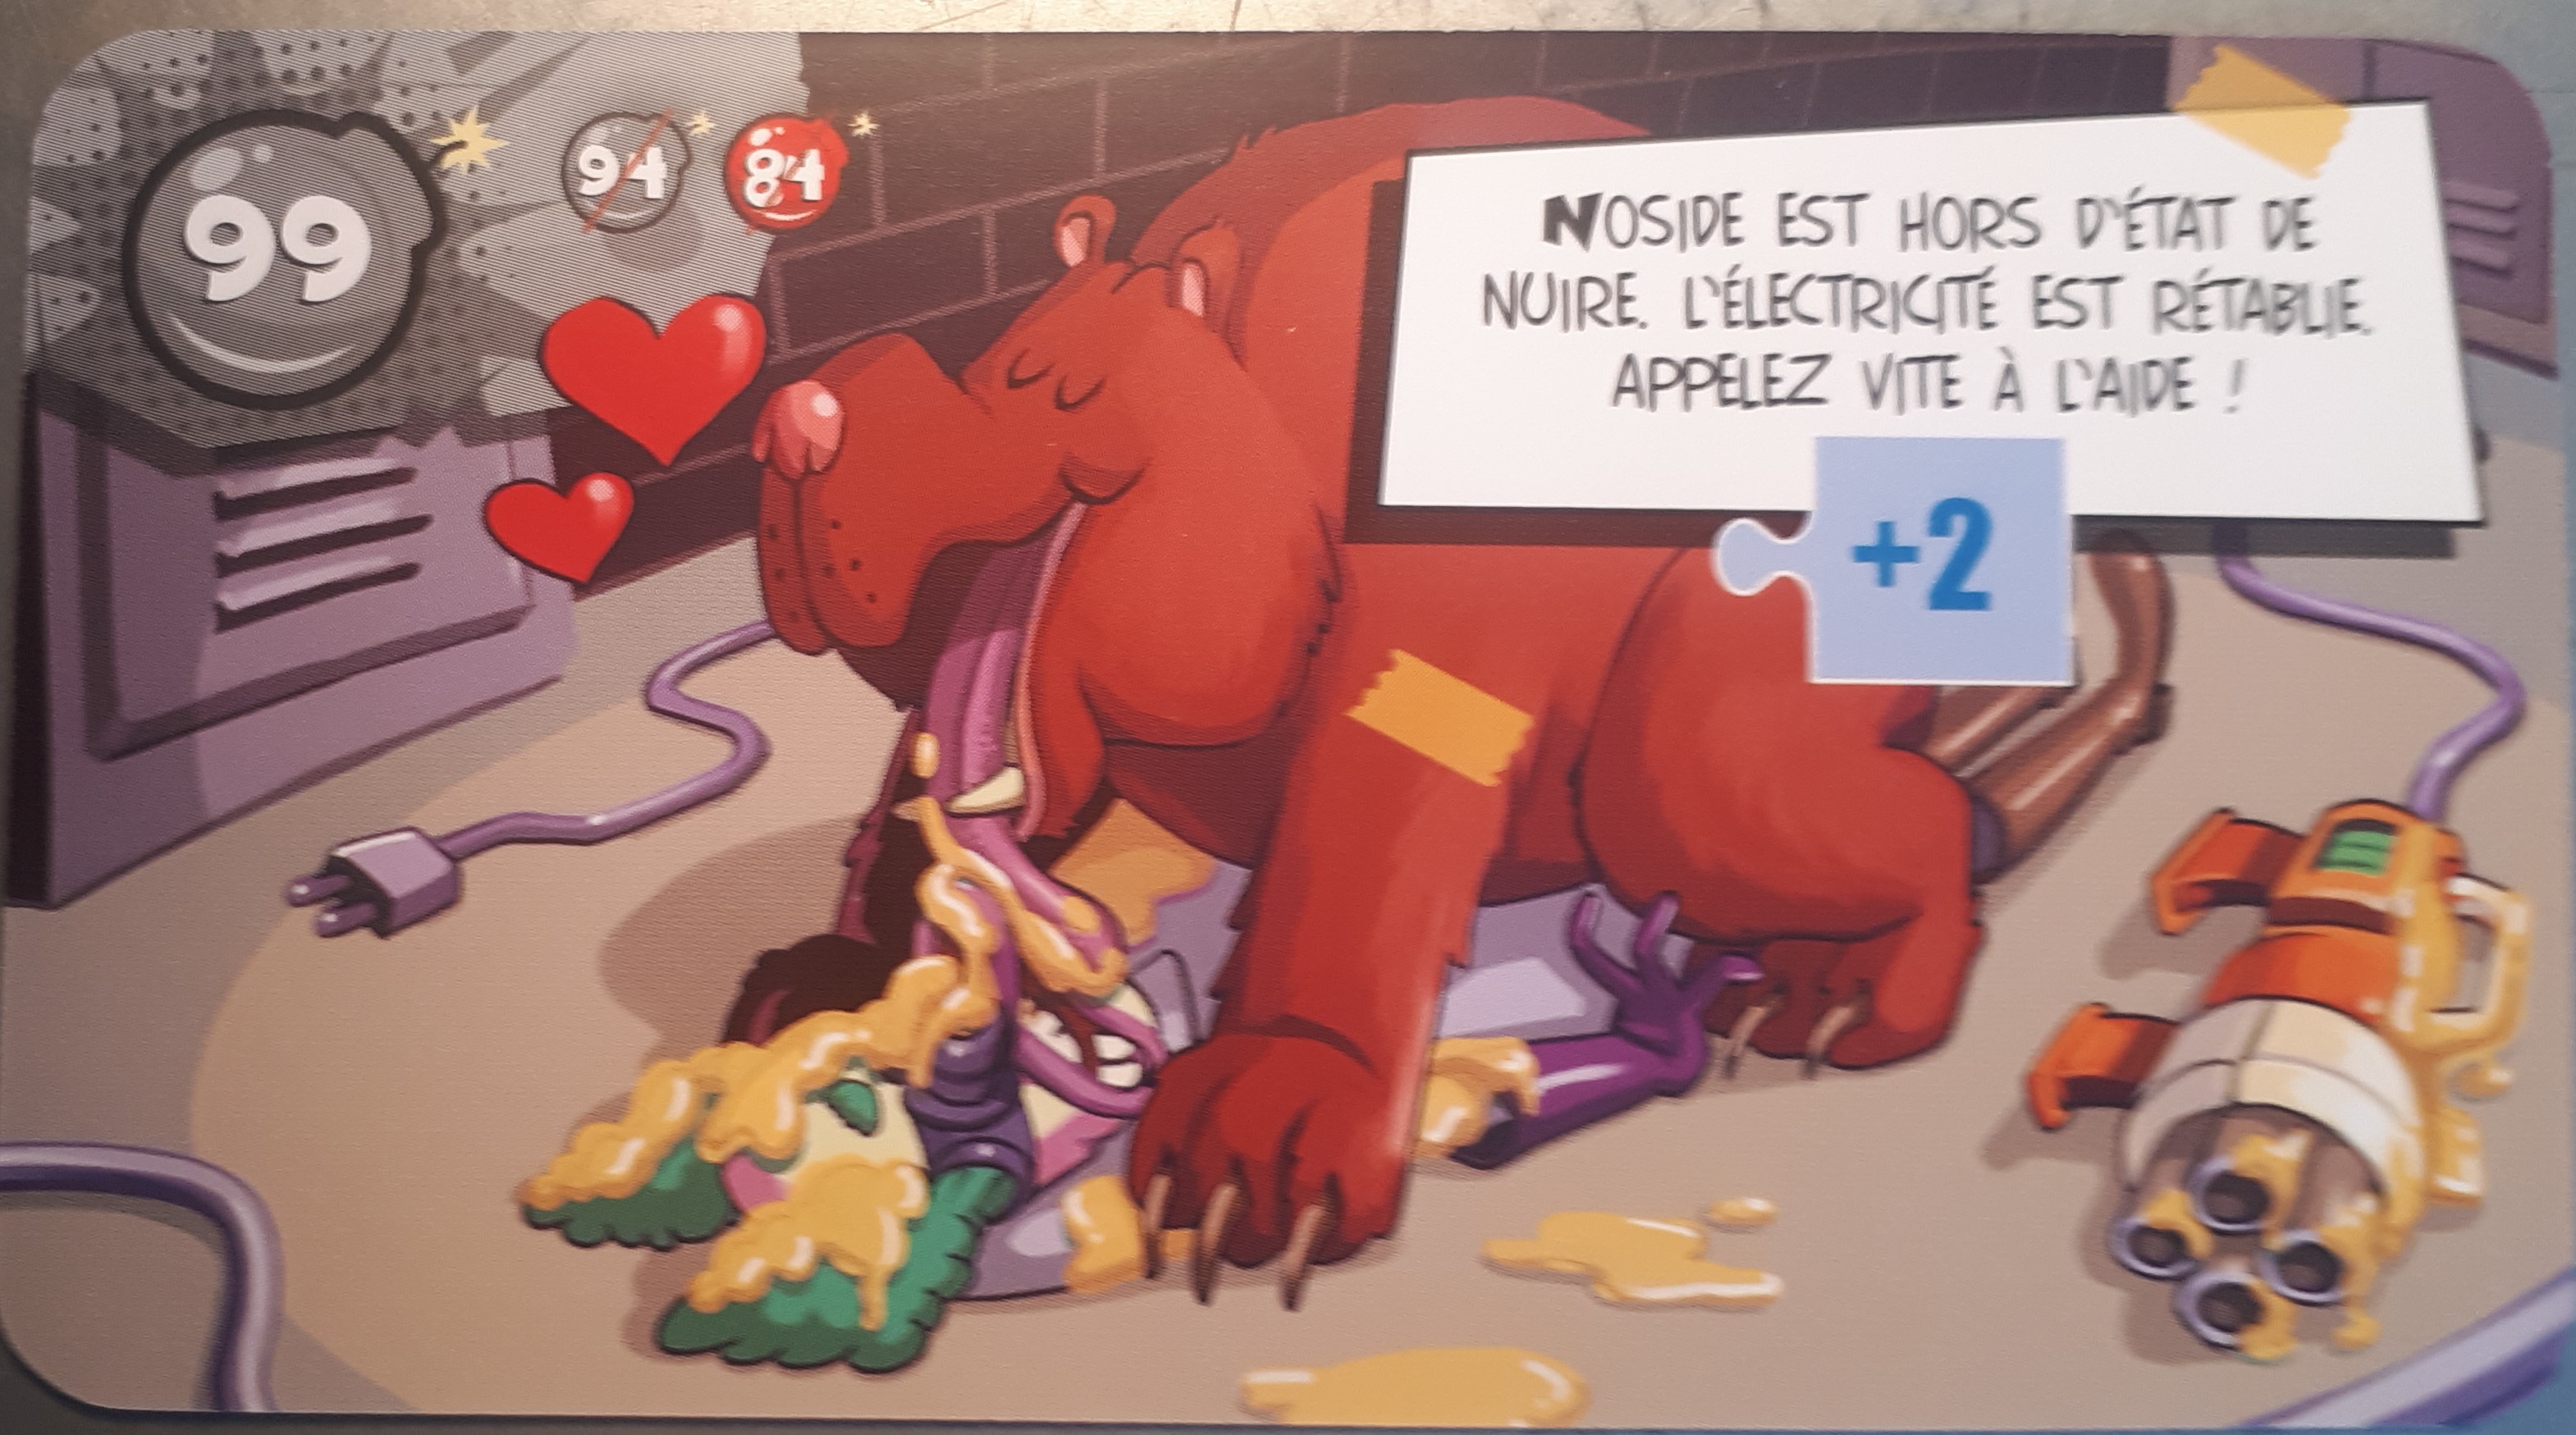 99
94
84
NOSIDE EST HORS D'ÉTAT DE
NUIRE. L'ÉLECTRICITÉ EST RÉTABLIE.
APPELEZ VITE À L'AIDE !
+2